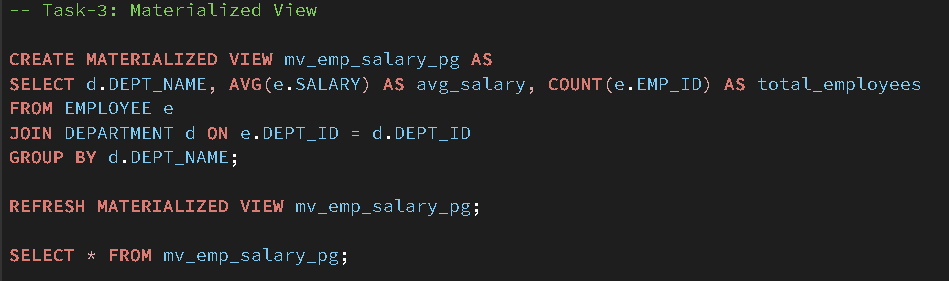 -- Task-3: Materialized View
CREATE MATERIALIZED VIEW mv_emp_salary_pg AS
SELECT d.DEPT_NAME, AVG(e.SALARY) AS avg_salary, COUNT(e.EMP_ID) AS total_employees
FROM EMPLOYEE e
JOIN DEPARTMENT d ON e.DEPT_ID = d.DEPT_ID
GROUP BY d.DEPT_NAME;
REFRESH MATERIALIZED VIEW mv_emp_salary_pg;
SELECT * FROM mv_emp_salary_pg;